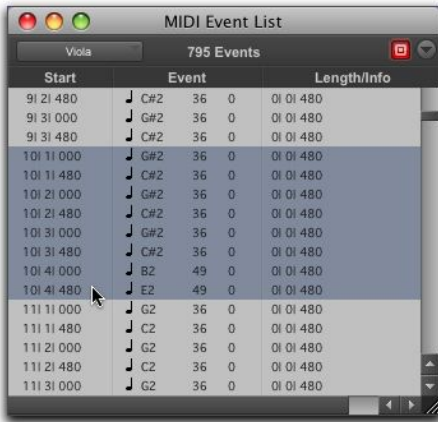 MIDI Event List
Viola 795 Events
Start Event Length/Info
9| 2| 480 C#2 36 0 0| 0| 480
9| 3| 000 G#2 36 0 0| 0| 480
9| 3| 480 C#2 36 0 0| 0| 480
10| 1| 000 G#2 36 0 0| 0| 480
10| 1| 480 C#2 36 0 0| 0| 480
10| 2| 000 G#2 36 0 0| 0| 480
10| 2| 480 C#2 36 0 0| 0| 480
10| 3| 000 G#2 36 0 0| 0| 480
10| 3| 480 C#2 36 0 0| 0| 480
10| 4| 000 B2 49 0 0| 0| 480
10| 4| 480 E2 49 0 0| 0| 480
11| 1| 000 G2 36 0 0| 0| 480
11| 1| 480 C2 36 0 0| 0| 480
11| 2| 000 G2 36 0 0| 0| 480
11| 2| 480 C2 36 0 0| 0| 480
11| 3| 000 G2 36 0 0| 0| 480